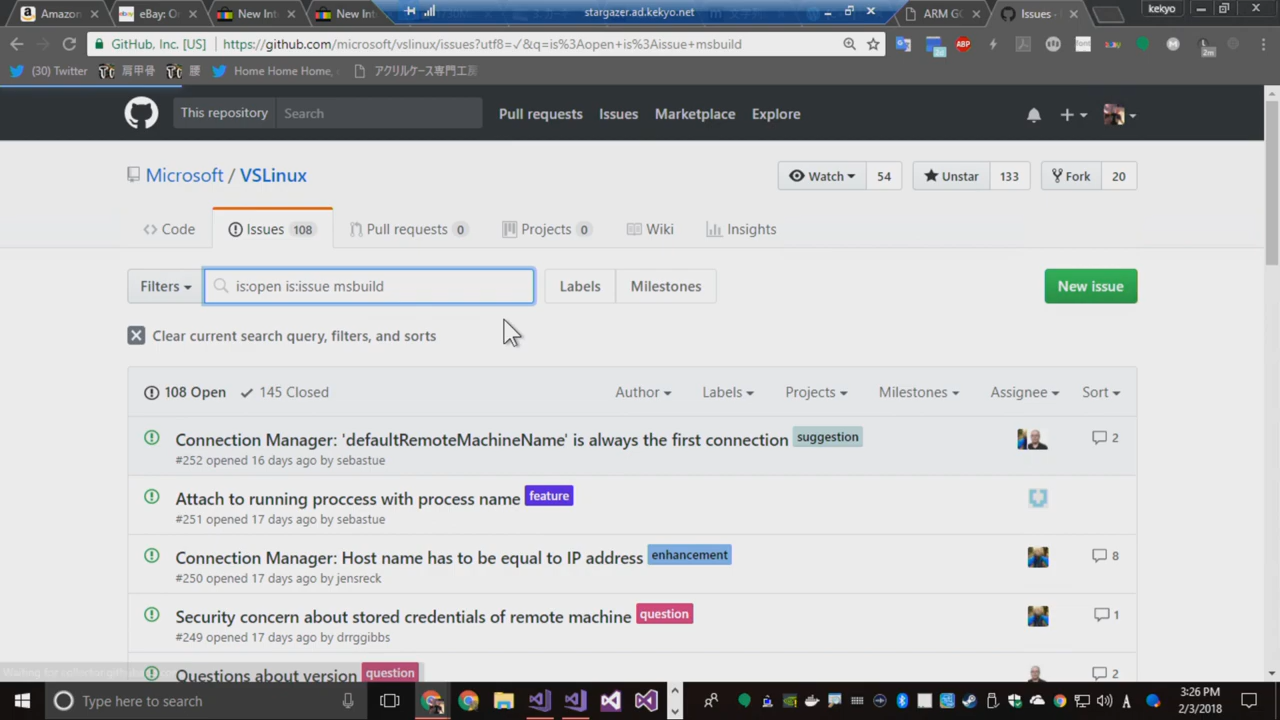 Amazon
eBay: O
New Int
New In
stargazer.ad.kekyo.net
ARM G
Issues ·
kekyo
GitHub, Inc. [US]
https://github.com/microsoft/vslinux/issues?utf8=✓&q=is%3Aopen+is%3Aissue+msbuild
(30) Twitter
肩甲骨
腰
Home Home Home,
アクリルケース専門工房
This repository
Search
Pull requests
Issues
Marketplace
Explore
Microsoft / VSLinux
Watch
54
Unstar
133
Fork
20
Code
Issues 108
Pull requests 0
Projects 0
Wiki
Insights
Filters
is:open is:issue msbuild
Labels
Milestones
New issue
Clear current search query, filters, and sorts
108 Open
145 Closed
Author
Labels
Projects
Milestones
Assignee
Sort
Connection Manager: 'defaultRemoteMachineName' is always the first connection suggestion
2
#252 opened 16 days ago by sebastue
Attach to running proccess with process name feature
#251 opened 17 days ago by sebastue
Connection Manager: Host name has to be equal to IP address enhancement
8
#250 opened 17 days ago by jensreck
Security concern about stored credentials of remote machine question
1
#249 opened 17 days ago by drrggibbs
Questions about version question
2
Type here to search
3:26 PM
2/3/2018